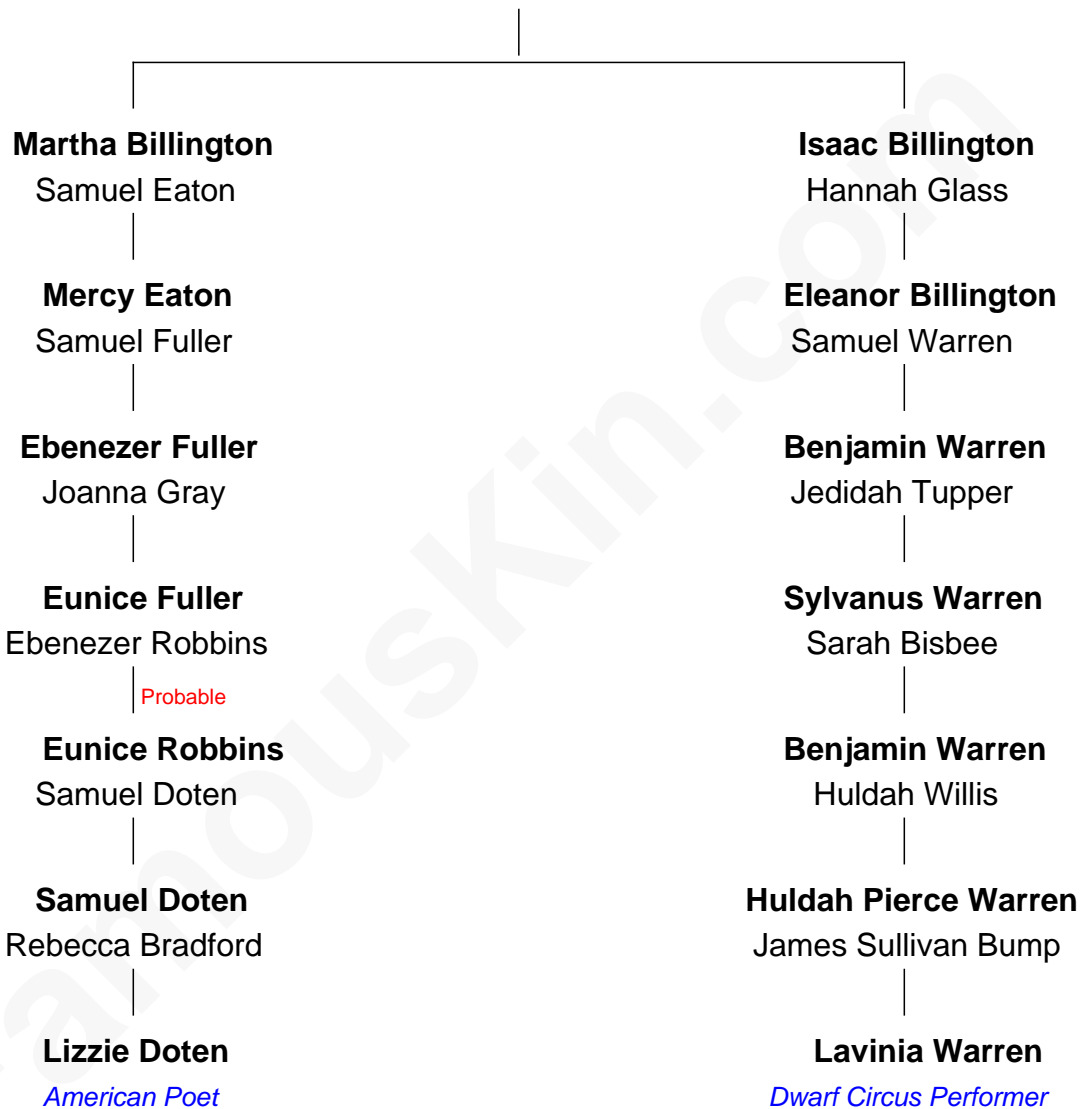 Martha Billington
Samuel Eaton
Mercy Eaton
Samuel Fuller
Ebenezer Fuller
Joanna Gray
Eunice Fuller
Ebenezer Robbins
Probable
Eunice Robbins
Samuel Doten
Samuel Doten
Rebecca Bradford
Lizzie Doten
American Poet
Isaac Billington
Hannah Glass
Eleanor Billington
Samuel Warren
Benjamin Warren
Jedidah Tupper
Sylvanus Warren
Sarah Bisbee
Benjamin Warren
Huldah Willis
Huldah Pierce Warren
James Sullivan Bump
Lavinia Warren
Dwarf Circus Performer
famousKin.com